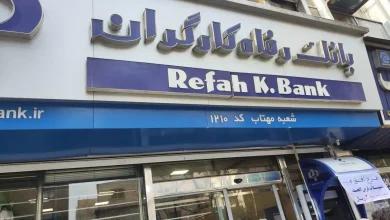 بانک رفاه کارگران
Refah K.Bank
ank.ir
شعبه مهتاب کد ۱۲۱۰